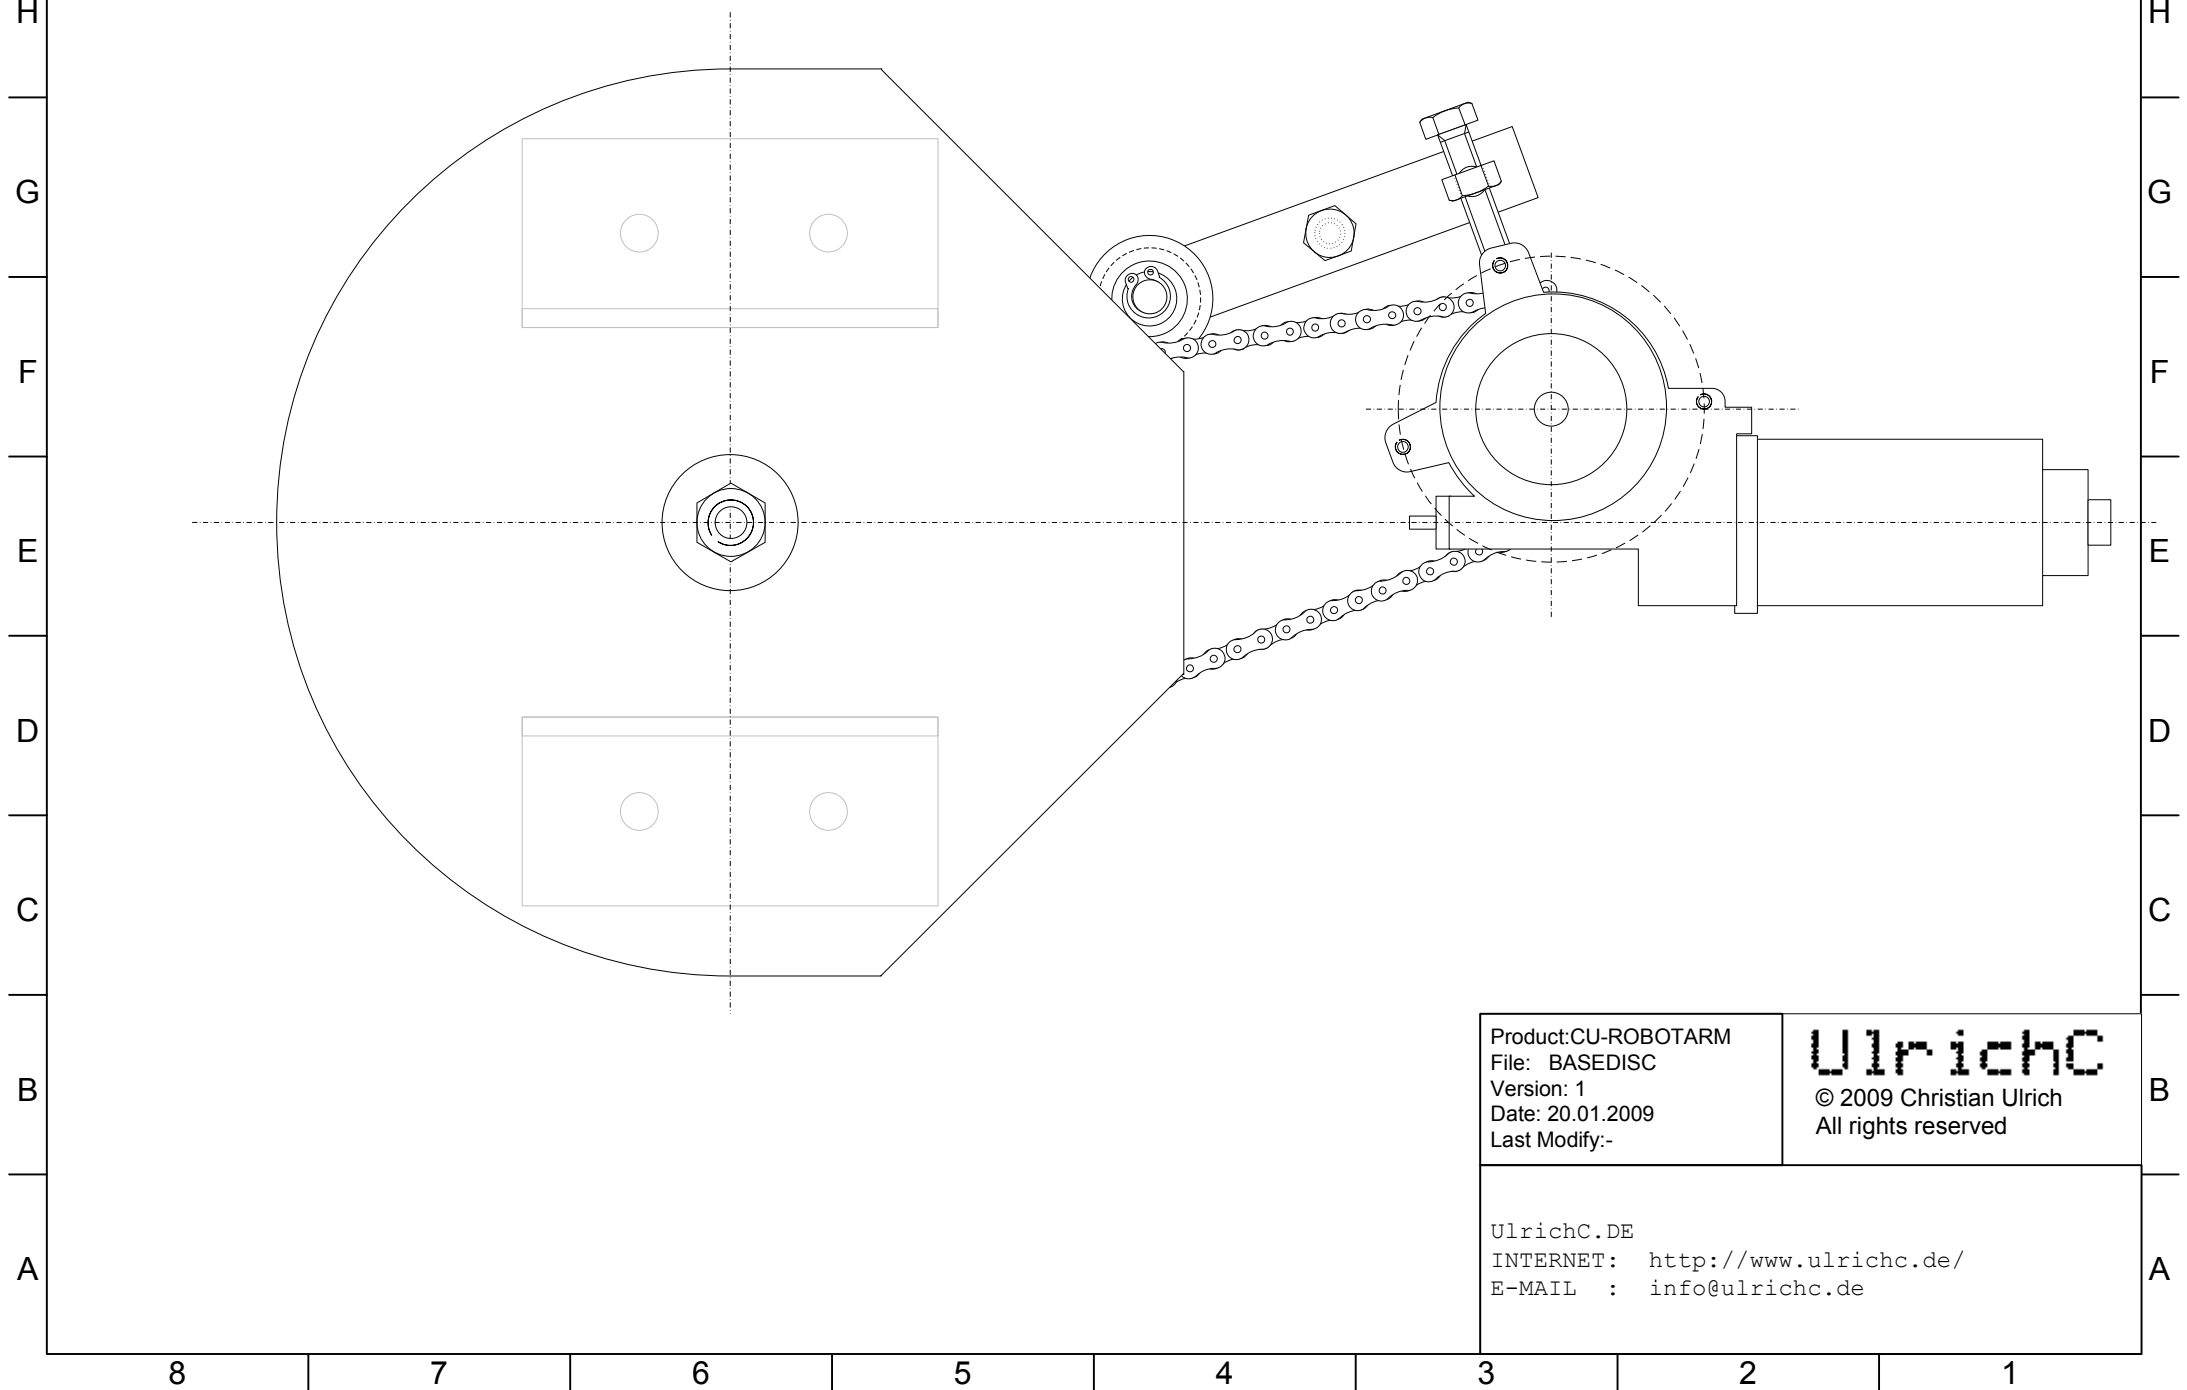 H
H
G
G
F
F
E
E
D
D
C
C
B
B
A
A
Product:CU-ROBOTARM
File: BASEDISC
Version: 1
Date: 20.01.2009
Last Modify:-
UlrichC
© 2009 Christian Ulrich
All rights reserved
UlrichC.DE
INTERNET: http://www.ulrichc.de/
E-MAIL : info@ulrichc.de
8 7 6 5 4 3 2 1